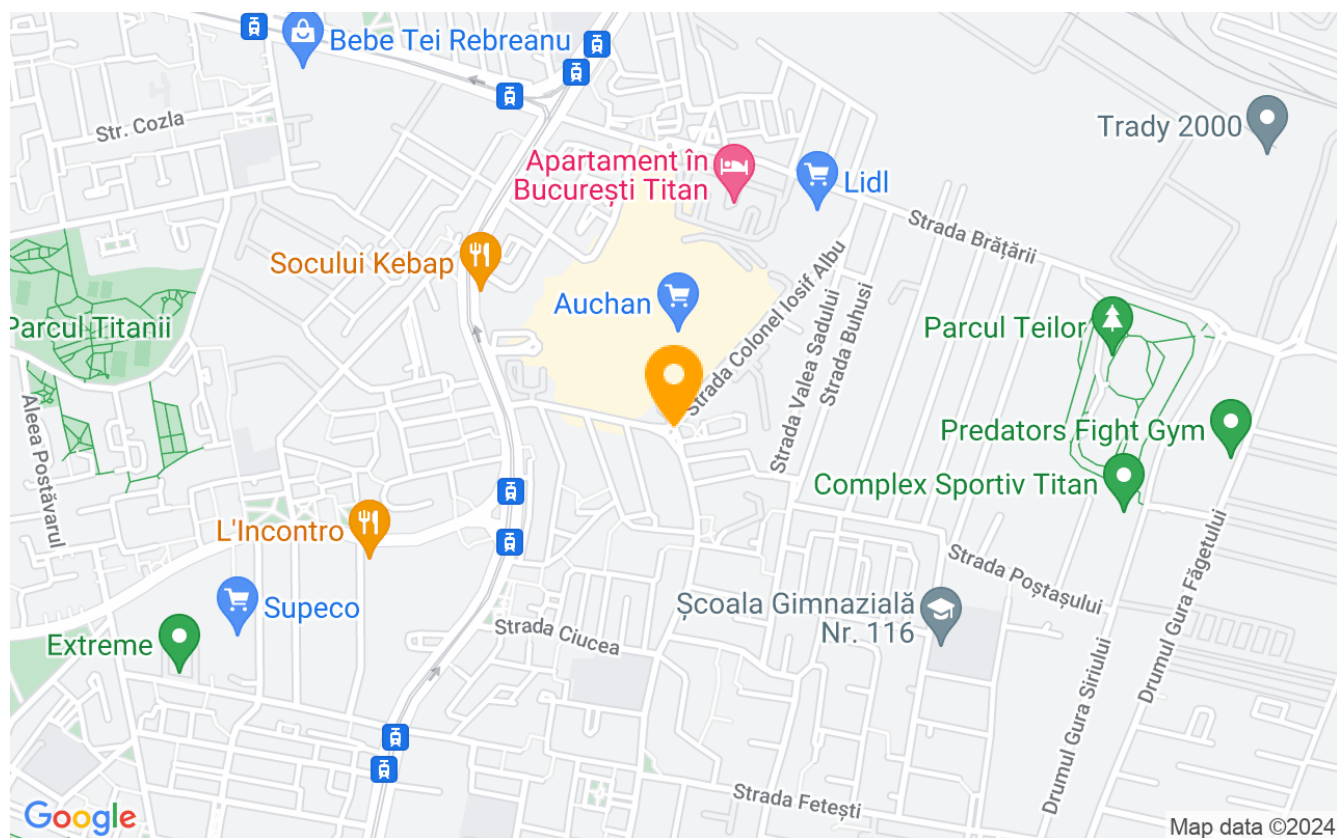 Bebe Tei Rebreanu
Str. Cozla
Trady 2000
Apartament în
București Titan
Lidl
Strada Brățării
Socului Kebap
Auchan
Strada Colonel Iosif Albu
Strada Valea Sadului
Strada Buhusi
Parcul Titanii
Parcul Teilor
Aleea Postăvarul
Predators Fight Gym
Complex Sportiv Titan
L'Incontro
Strada Poștașului
Supeco
Școala Gimnazială
Nr. 116
Extreme
Strada Ciucea
Drumul Gura Siriului
Drumul Gura Făgetului
Strada Fetești
Google
Map data ©2024